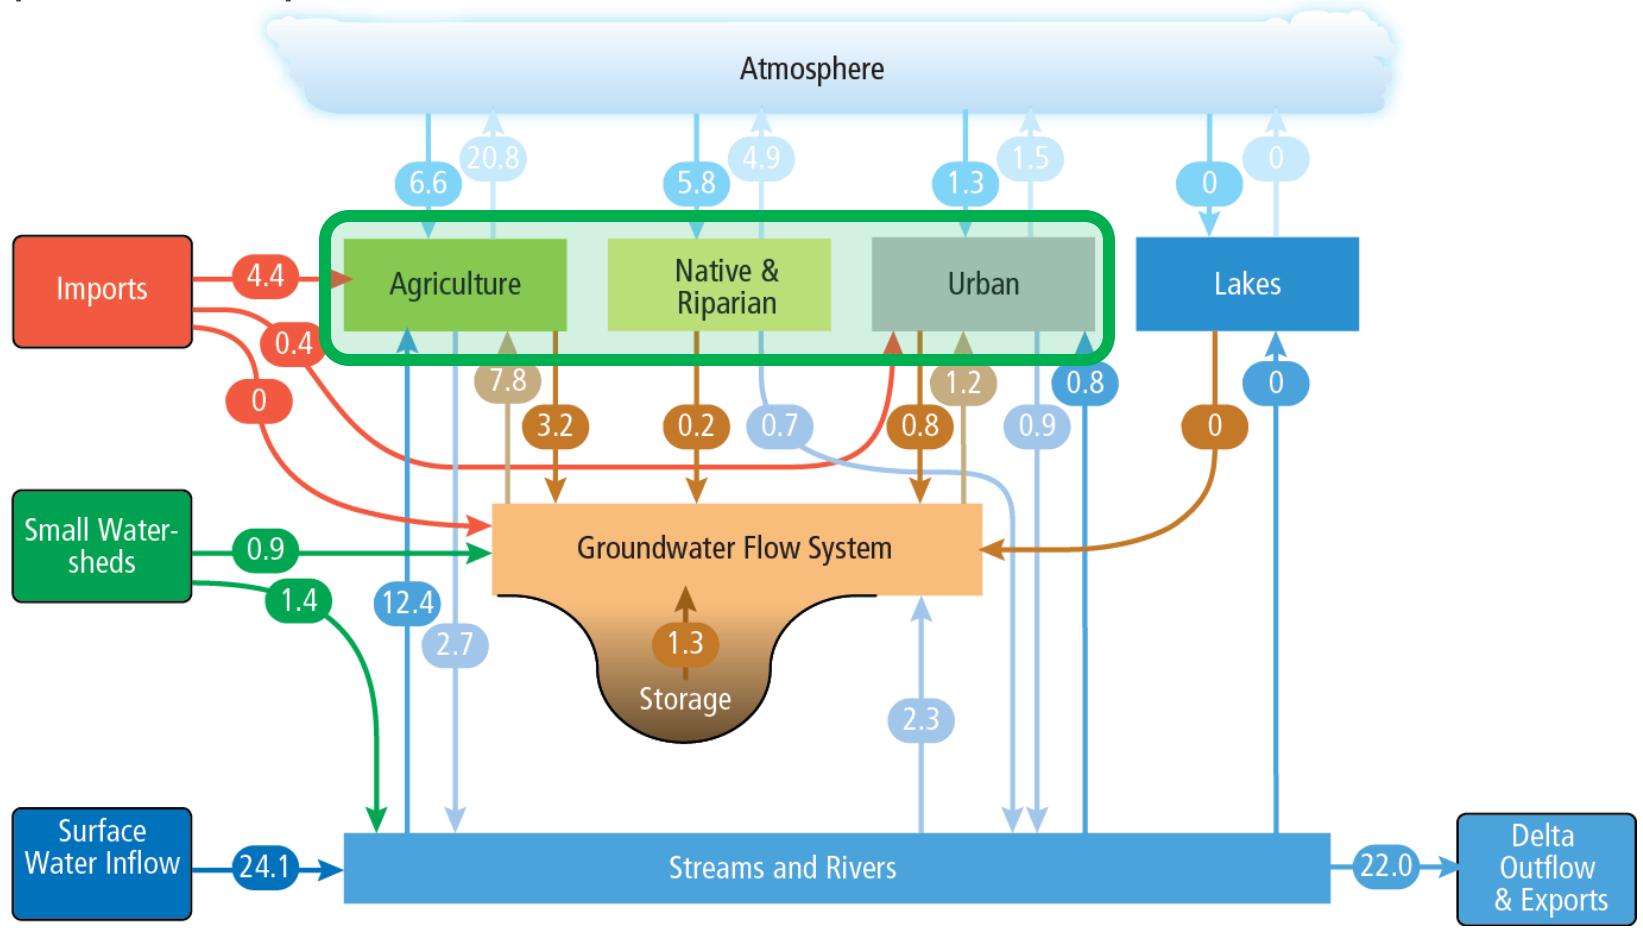 Atmosphere
20.8
4.9
1.5
0
6.6
5.8
1.3
0
Imports
4.4
Agriculture
Native &
Riparian
Urban
Lakes
0.4
0
7.8
1.2
0.8
0
3.2
0.2
0.7
0.8
0.9
0
Small Water-
sheds
0.9
Groundwater Flow System
1.4
12.4
2.7
1.3
Storage
2.3
Surface
Water Inflow
24.1
Streams and Rivers
22.0
Delta
Outflow
& Exports